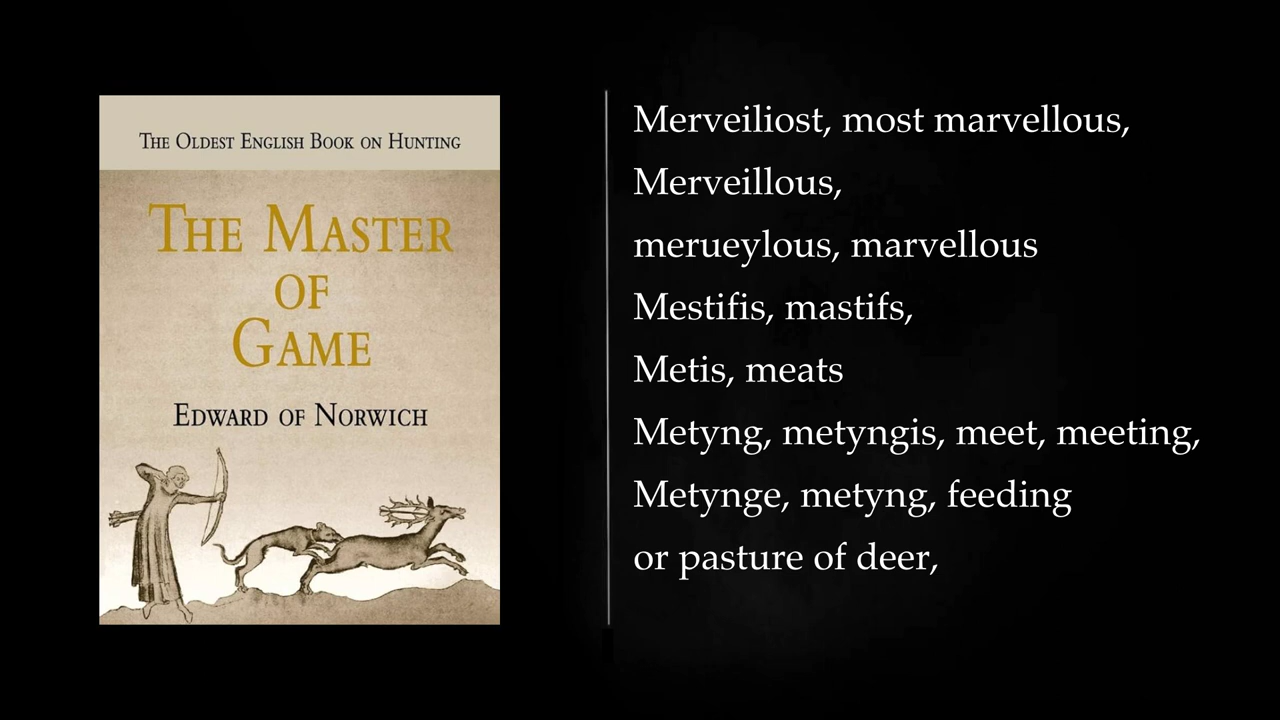 The Oldest English Book on Hunting
The Master
of
Game
Edward of Norwich
Merveiliost, most marvellous,
Merveillous,
merueylous, marvellous
Mestifis, mastifs,
Metis, meats
Metyng, metyngis, meet, meeting,
Metynge, metyng, feeding
or pasture of deer,